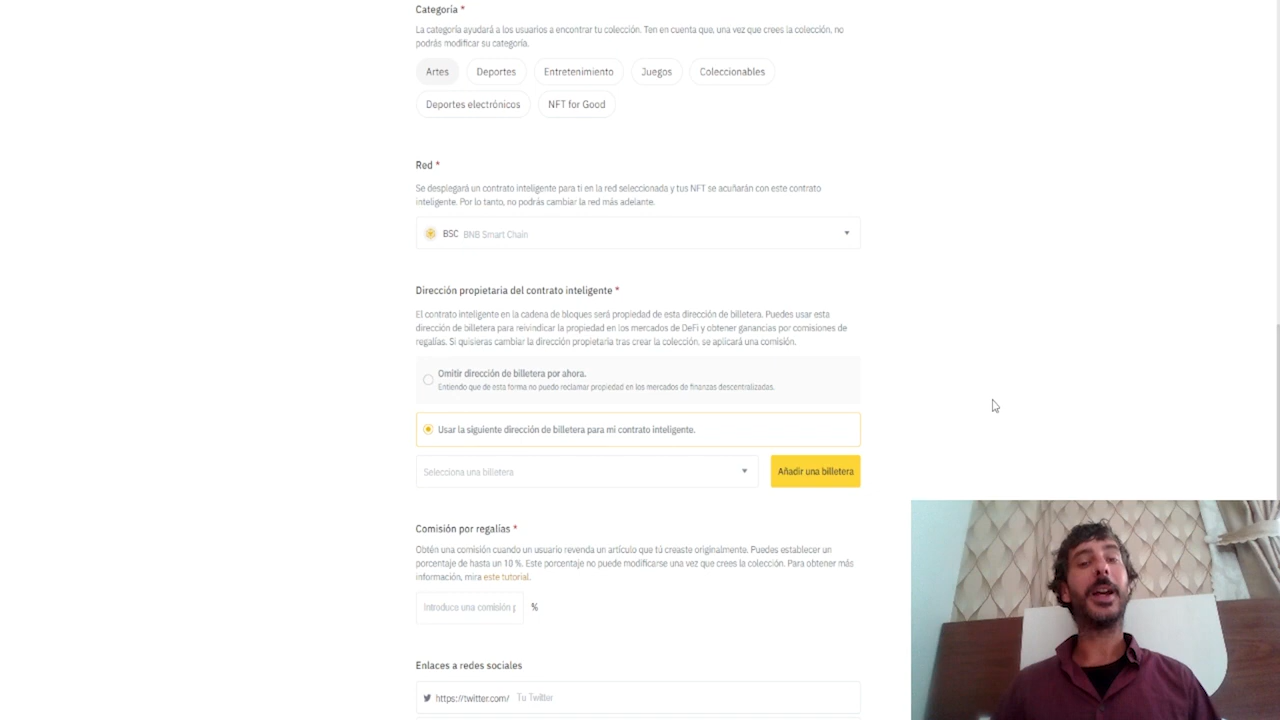 Categoría *
La categoría ayudará a los usuarios a encontrar tu colección. Ten en cuenta que, una vez que crees la colección, no
podrás modificar su categoría.
Artes Deportes Entretenimiento Juegos Coleccionables
Deportes electrónicos NFT for Good
Red *
Se desplegará un contrato inteligente para ti en la red seleccionada y tus NFT se acuñarán con este contrato
inteligente. Por lo tanto, no podrás cambiar la red más adelante.
BSC BNB Smart Chain
Dirección propietaria del contrato inteligente *
El contrato inteligente en la cadena de bloques será propiedad de esta dirección de billetera. Puedes usar esta
dirección de billetera para reivindicar la propiedad en los mercados de DeFi y obtener ganancias por comisiones de
regalías. Si quisieras cambiar la dirección propietaria tras crear la colección, se aplicará una comisión.
Omitir dirección de billetera por ahora.
Entiendo que de esta forma no puedo reclamar propiedad en los mercados de finanzas descentralizadas.
Usar la siguiente dirección de billetera para mi contrato inteligente.
Selecciona una billetera Añadir una billetera
Comisión por regalías *
Obtén una comisión cuando un usuario revenda un artículo que tú creaste originalmente. Puedes establecer un
porcentaje de hasta un 10 %. Este porcentaje no puede modificarse una vez que crees la colección. Para obtener más
información, mira este tutorial.
Introduce una comisión p %
Enlaces a redes sociales
https://twitter.com/ Tu Twitter